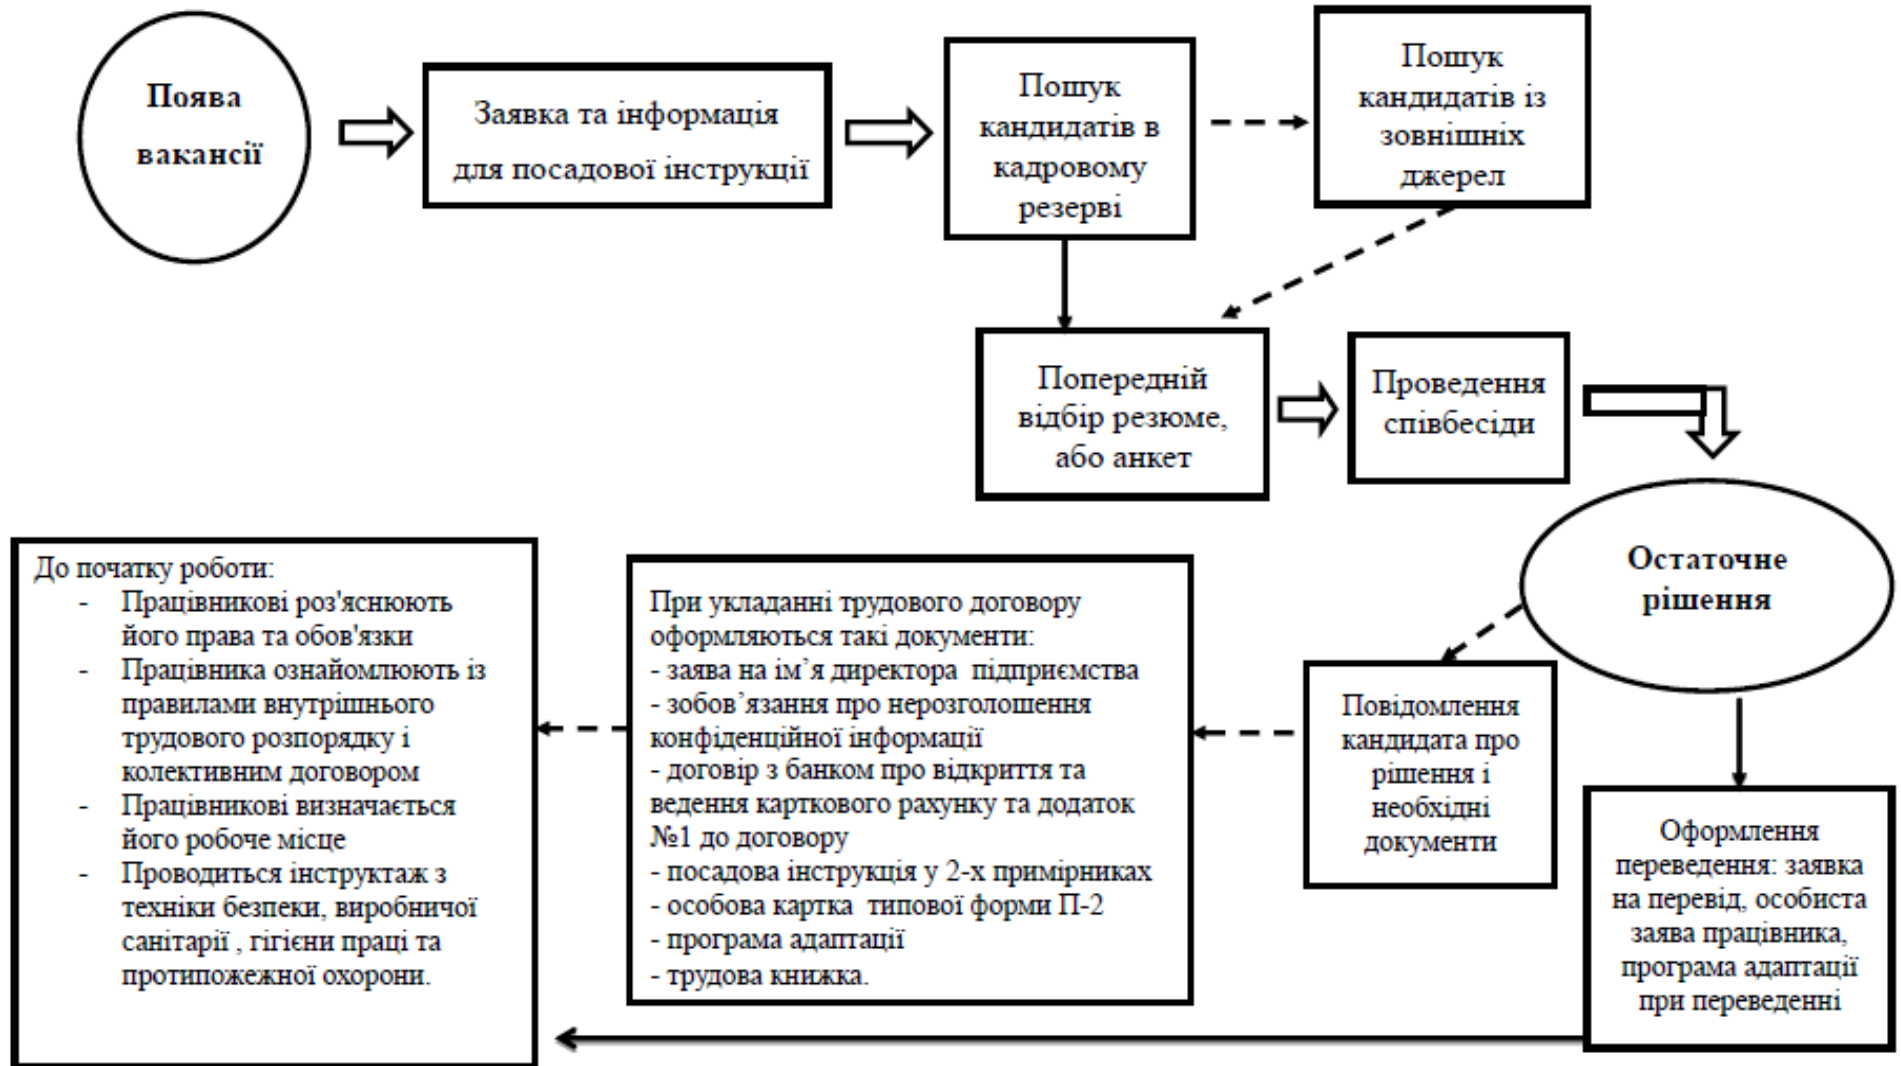 Поява
вакансії
Заявка та інформація
для посадової інструкції
Пошук
кандидатів в
кадровому
резерві
Пошук
кандидатів із
зовнішніх
джерел
Попередній
відбір резюме,
або анкет
Проведення
співбесіди
Остаточне
рішення
Повідомлення
кандидата про
рішення і
необхідні
документи
Оформлення
переведення: заявка
на перевід, особиста
заява працівника,
програма адаптації
при переведенні
При укладанні трудового договору
оформляються такі документи:
- заява на ім’я директора підприємства
- зобов’язання про нерозголошення
конфіденційної інформації
- договір з банком про відкриття та
ведення карткового рахунку та додаток
№1 до договору
- посадова інструкція у 2-х примірниках
- особова картка типової форми П-2
- програма адаптації
- трудова книжка.
До початку роботи:
- Працівникові роз'яснюють
його права та обов'язки
- Працівника ознайомлюють із
правилами внутрішнього
трудового розпорядку і
колективним договором
- Працівникові визначається
його робоче місце
- Проводиться інструктаж з
техніки безпеки, виробничої
санітарії , гігієни праці та
протипожежної охорони.